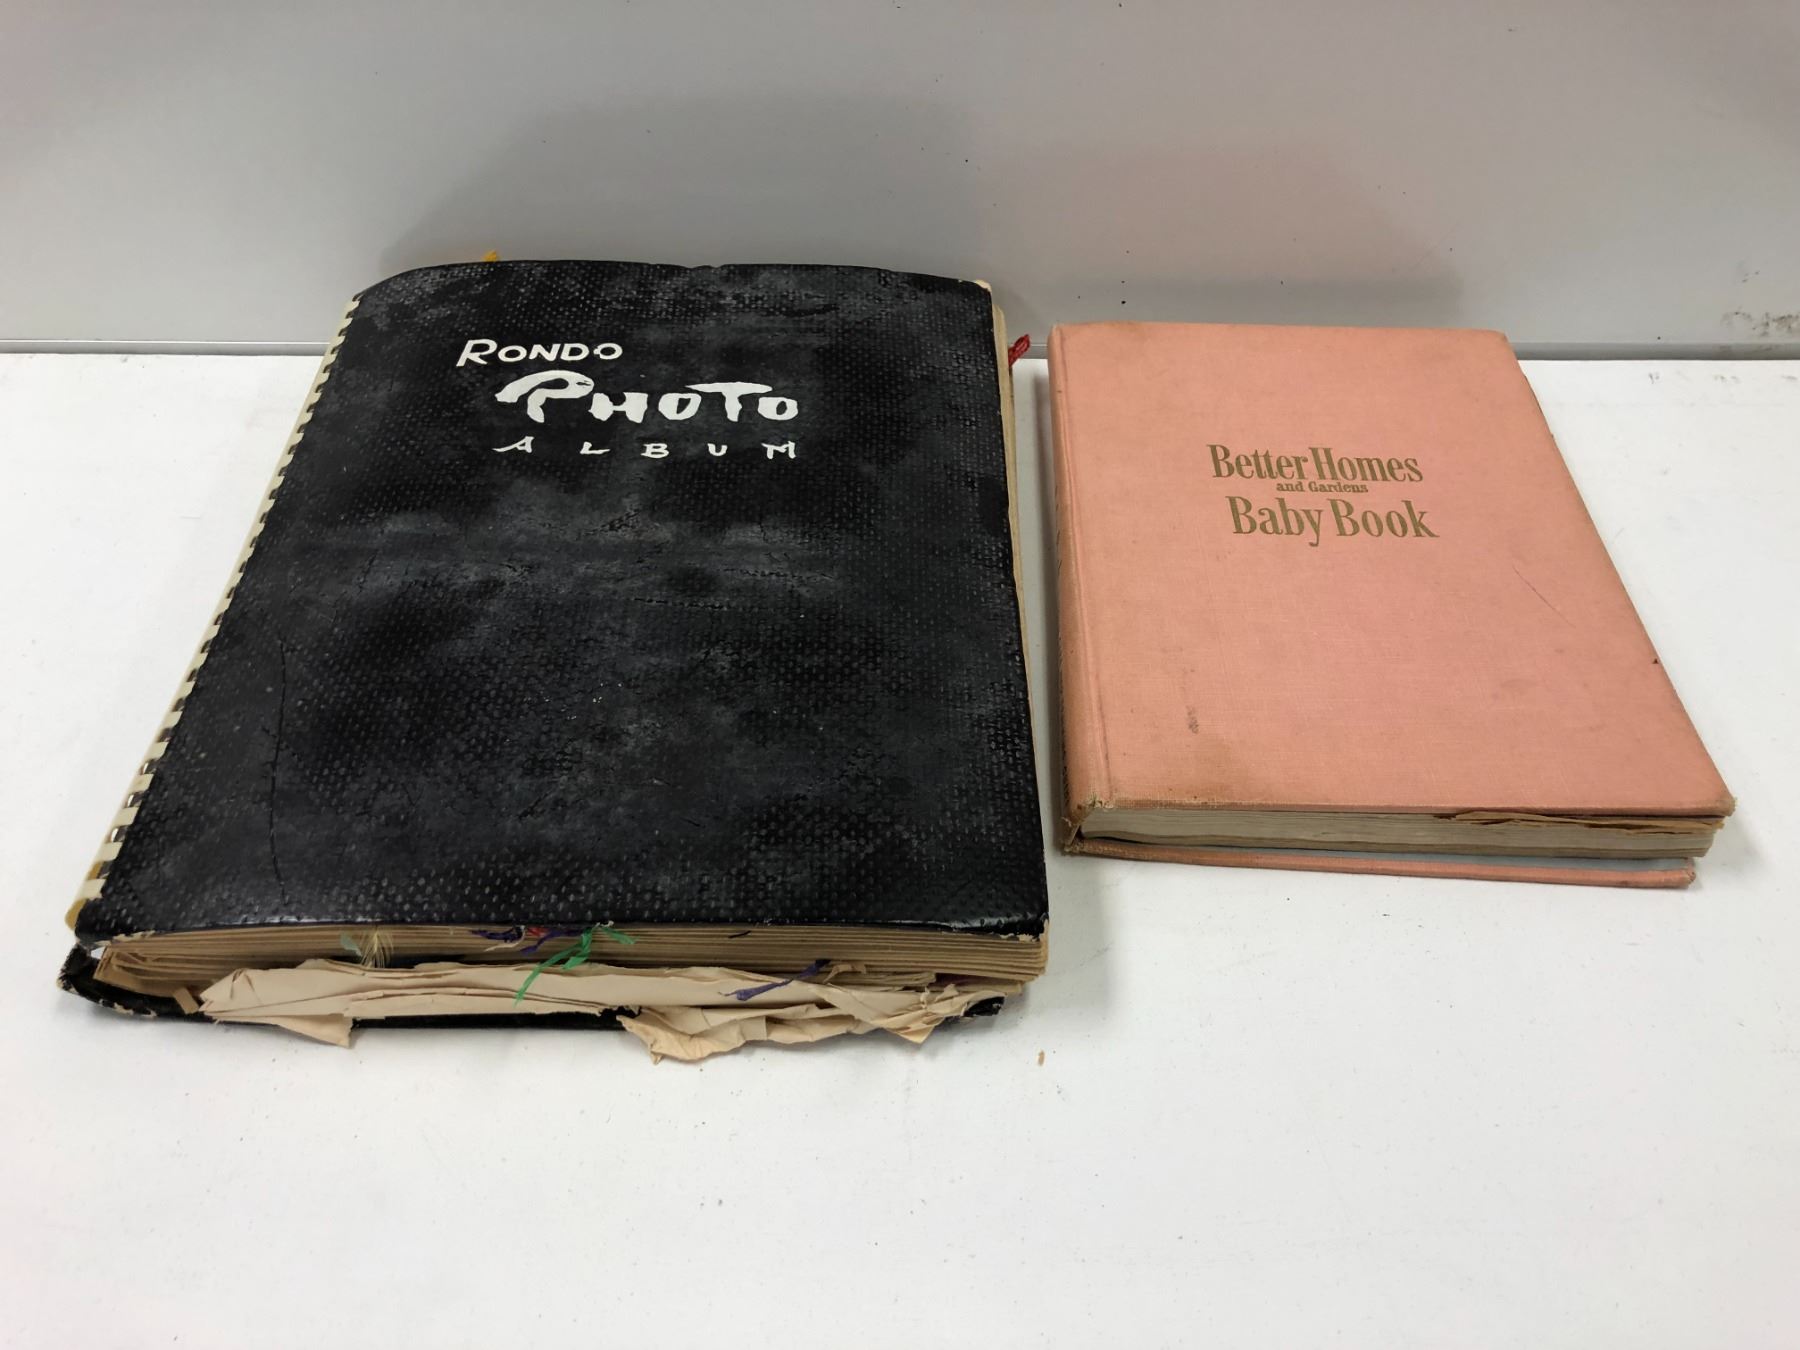 RONDO
PHOTO
ALBUM
Better Homes
and Gardens
Baby Book